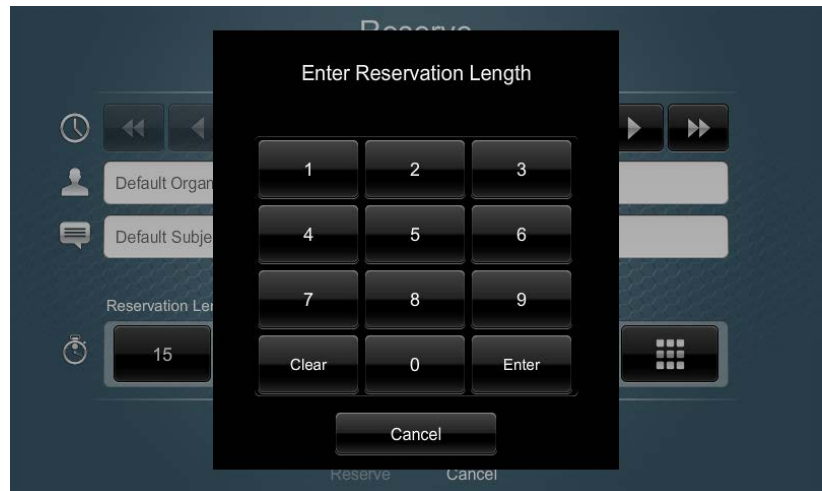 Reserve
Enter Reservation Length
1 2 3
Default Organ
4 5 6
Default Subje
7 8 9
Reservation Len
15
Clear 0 Enter
Cancel
Reserve Cancel